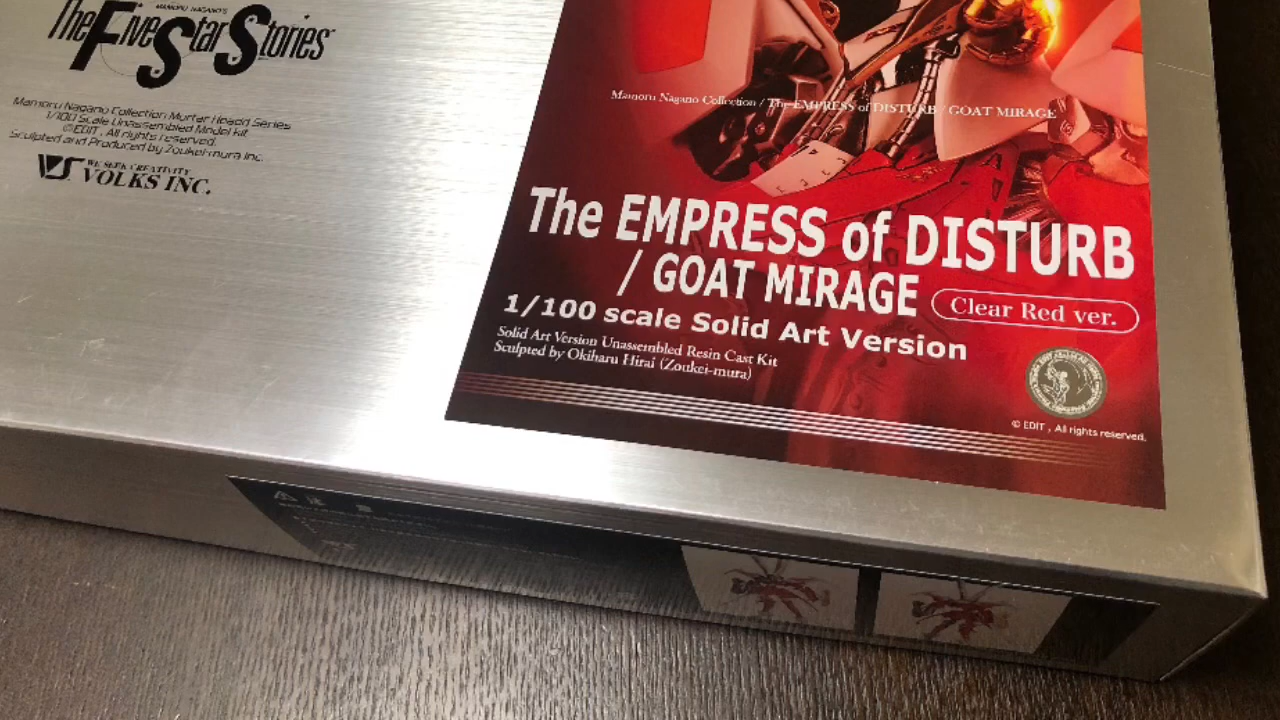 MAMORU NAGANO'S
The Five Star Stories
Mamoru Nagano Collection Morter Headd Series
1/100 Scale Unassembled Model Kit
©EDIT , All rights reserved.
Sculpted and Produced by Zoukei-mura Inc.
VS WE SEEK CREATIVITY
VOLKS INC.
Mamoru Nagano Collection / The EMPRESS of DISTURB / GOAT MIRAGE
The EMPRESS of DISTURB
/ GOAT MIRAGE
Clear Red ver.
1/100 scale Solid Art Version
Solid Art Version Unassembled Resin Cast Kit
Sculpted by Okiharu Hirai (Zoukei-mura)
© EDIT , All rights reserved.